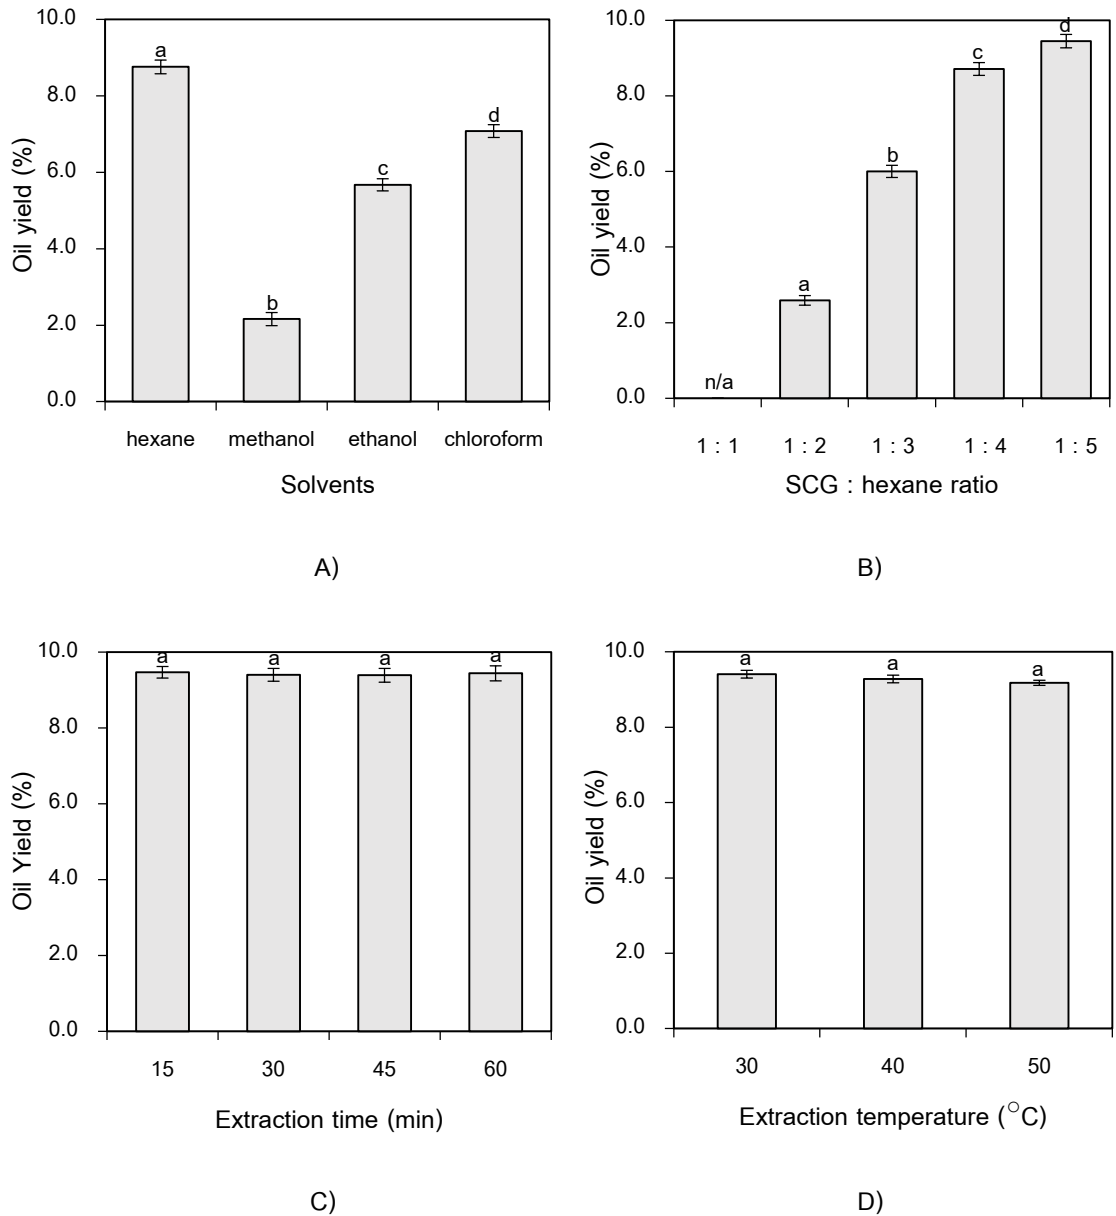 10.0
8.0
6.0
4.0
2.0
0.0
Oil yield (%)
a
b
c
d
hexane methanol ethanol chloroform
Solvents
A)
10.0
8.0
6.0
4.0
2.0
0.0
Oil yield (%)
n/a
a
b
c
d
1 : 1 1 : 2 1 : 3 1 : 4 1 : 5
SCG : hexane ratio
B)
10.0
8.0
6.0
4.0
2.0
0.0
Oil Yield (%)
a a a a
15 30 45 60
Extraction time (min)
C)
10.0
8.0
6.0
4.0
2.0
0.0
Oil yield (%)
a a a
30 40 50
Extraction temperature (°C)
D)